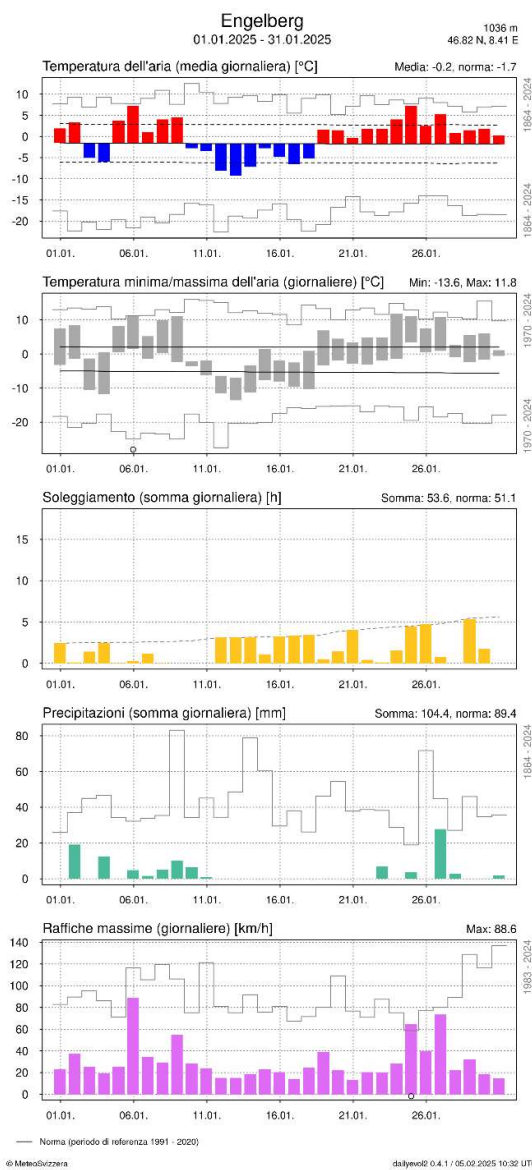 Engelberg
01.01.2025 - 31.01.2025
1036 m
46.82 N, 8.41 E
Temperatura dell'aria (media giornaliera) [°C]
Media: -0.2, norma: -1.7
10
5
0
-5
-10
-15
-20
1864 - 2024
1864 - 2024
01.01.
06.01.
11.01.
16.01.
21.01.
26.01.
Temperatura minima/massima dell'aria (giornaliere) [°C]
Min: -13.6, Max: 11.8
10
0
-10
-20
1970 - 2024
1970 - 2024
01.01.
06.01.
11.01.
16.01.
21.01.
26.01.
Soleggiamento (somma giornaliera) [h]
Somma: 53.6, norma: 51.1
15
10
5
0
01.01.
06.01.
11.01.
16.01.
21.01.
26.01.
Precipitazioni (somma giornaliera) [mm]
Somma: 104.4, norma: 89.4
80
60
40
20
0
1864 - 2024
01.01.
06.01.
11.01.
16.01.
21.01.
26.01.
Raffiche massime (giornaliere) [km/h]
Max: 88.6
140
120
100
80
60
40
20
0
1983 - 2024
01.01.
06.01.
11.01.
16.01.
21.01.
26.01.
Norma (periodo di referenza 1991 - 2020)
© MeteoSvizzera
dailyevol2 0.4.1 / 05.02.2025 10:32 UT